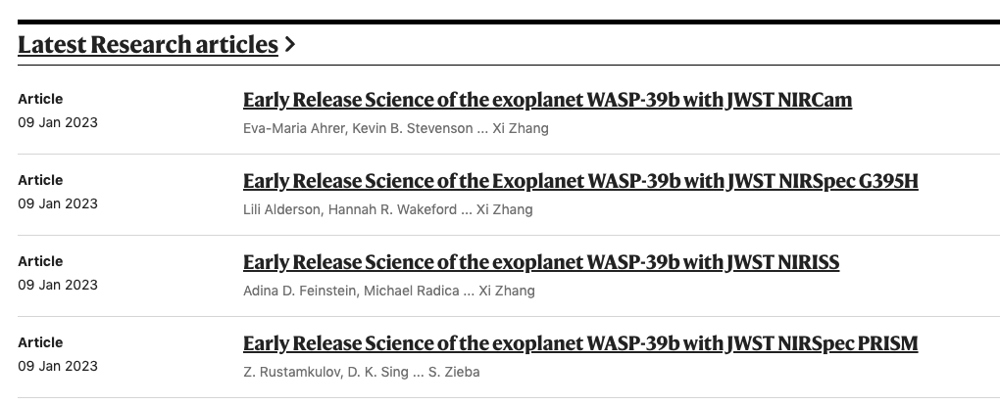 Latest Research articles >
Article
09 Jan 2023
Early Release Science of the exoplanet WASP-39b with JWST NIRCam
Eva-Maria Ahrer, Kevin B. Stevenson ... Xi Zhang
Article
09 Jan 2023
Early Release Science of the Exoplanet WASP-39b with JWST NIRSpec G395H
Lili Alderson, Hannah R. Wakeford ... Xi Zhang
Article
09 Jan 2023
Early Release Science of the exoplanet WASP-39b with JWST NIRISS
Adina D. Feinstein, Michael Radica ... Xi Zhang
Article
09 Jan 2023
Early Release Science of the exoplanet WASP-39b with JWST NIRSpec PRISM
Z. Rustamkulov, D. K. Sing ... S. Zieba